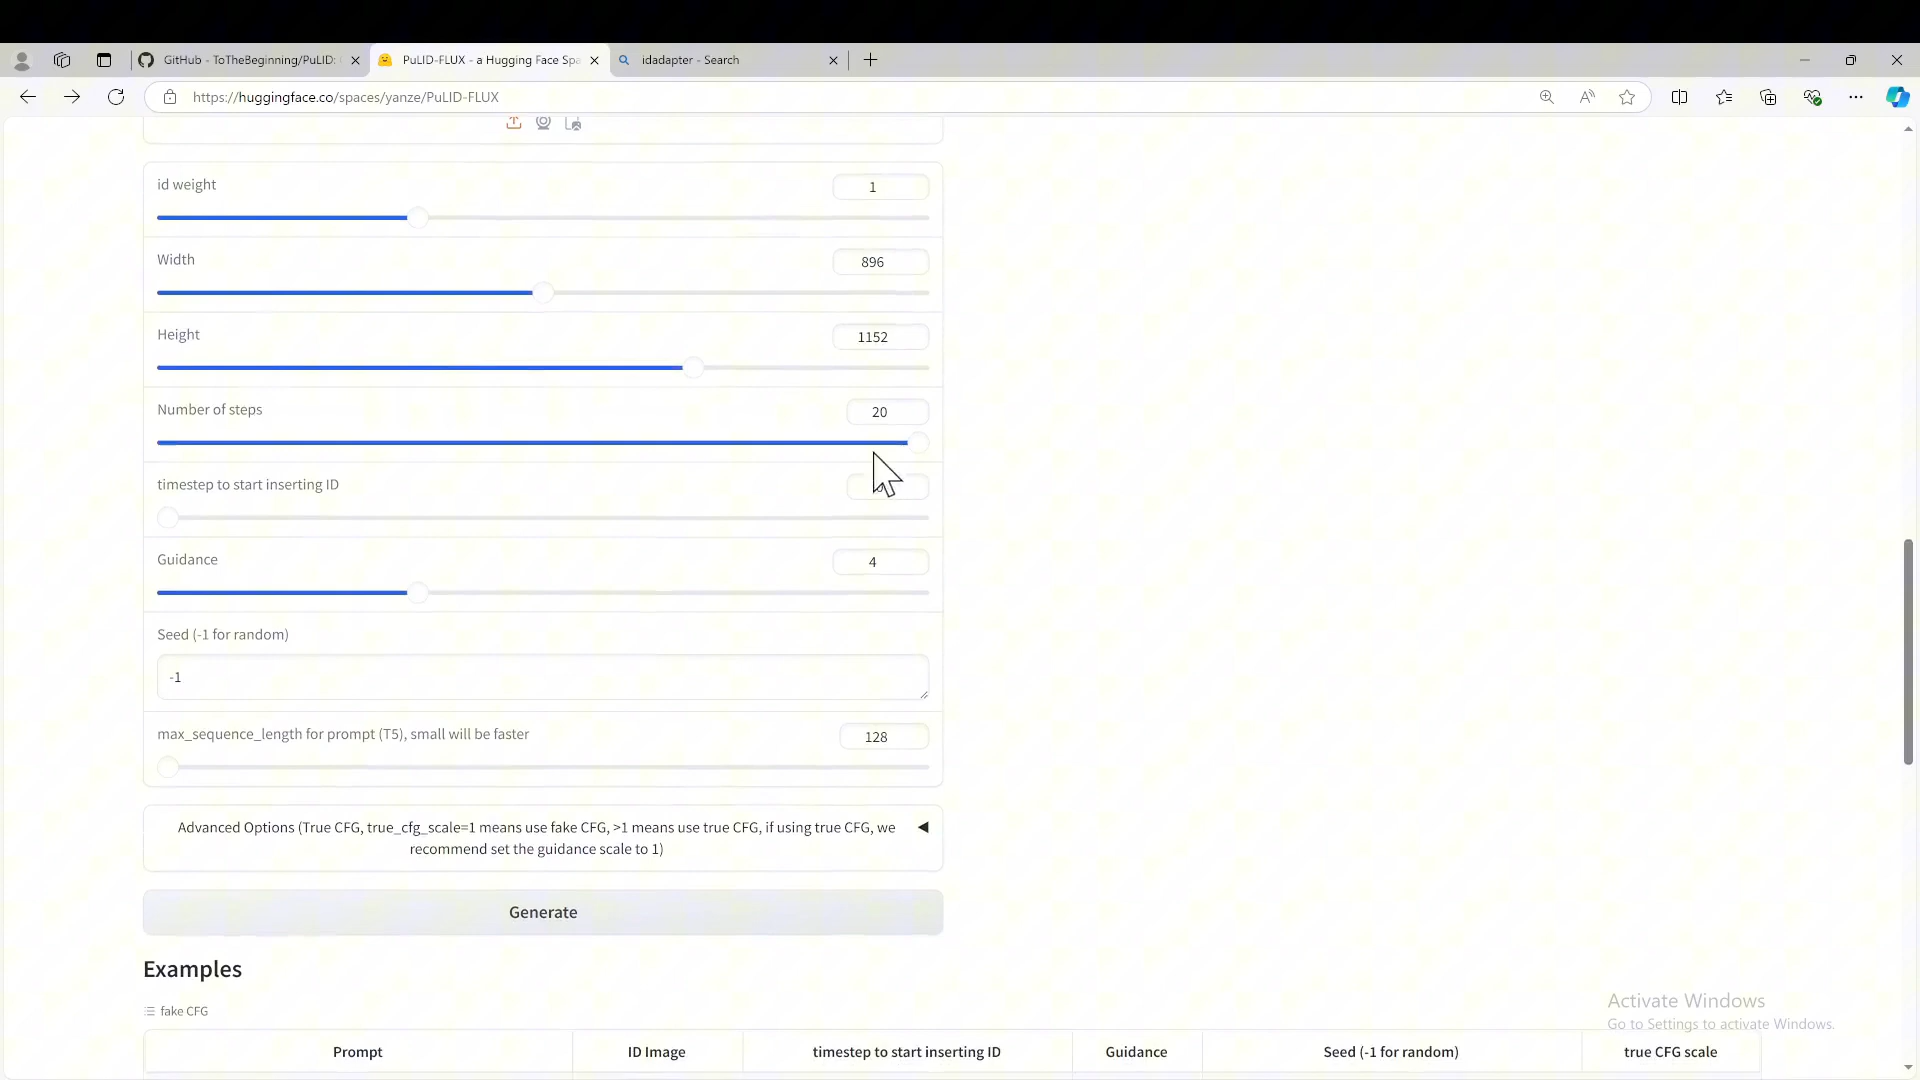 GitHub - ToTheBeginning/PuLID:
PuLID-FLUX - a Hugging Face Spa
idadapter - Search
https://huggingface.co/spaces/yanze/PuLID-FLUX
id weight
1
Width
896
Height
1152
Number of steps
20
timestep to start inserting ID
Guidance
4
Seed (-1 for random)
-1
max_sequence_length for prompt (T5), small will be faster
128
Advanced Options (True CFG, true_cfg_scale=1 means use fake CFG, >1 means use true CFG, if using true CFG, we
recommend set the guidance scale to 1)
Generate
Examples
fake CFG
Prompt
ID Image
timestep to start inserting ID
Guidance
Seed (-1 for random)
true CFG scale
Activate Windows
Go to Settings to activate Windows.